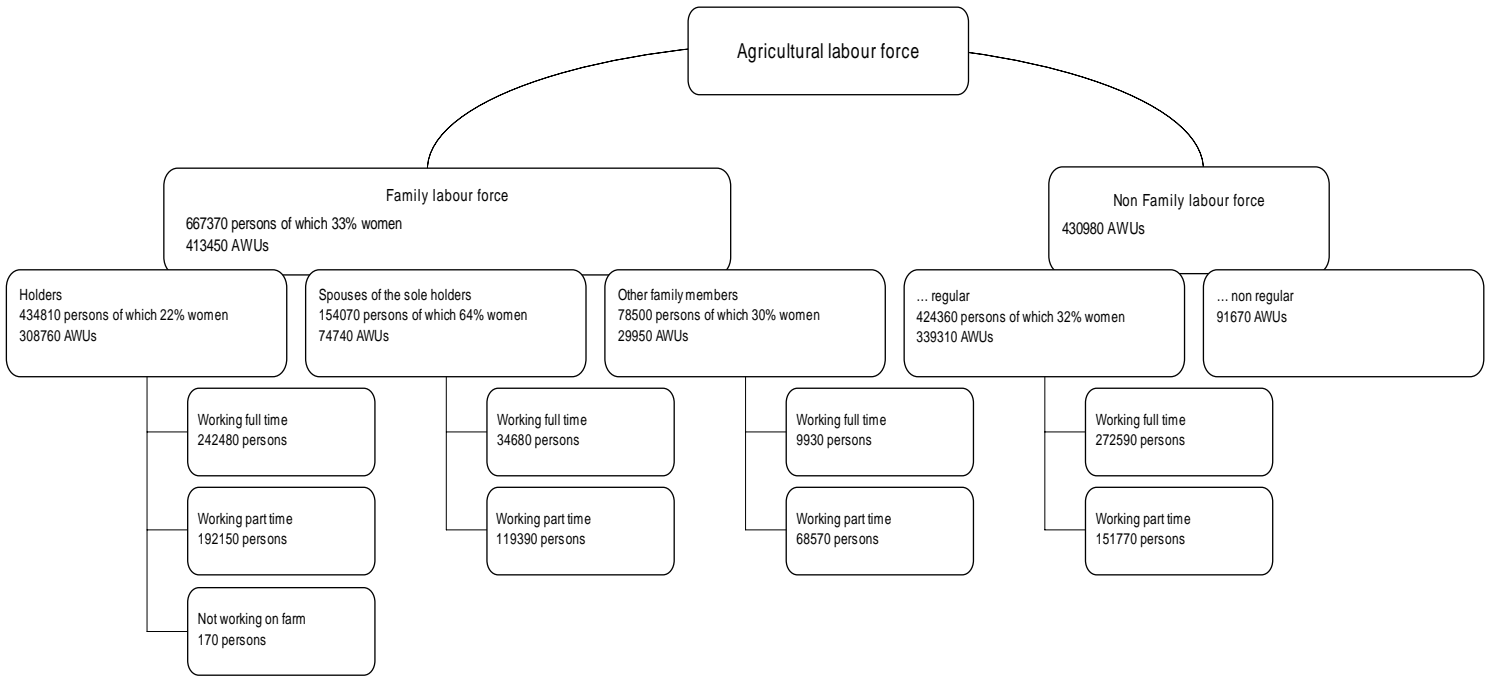 Agricultural labour force
Family labour force
667370 persons of which 33% women
413450 AWUs
Non Family labour force
430980 AWUs
Holders
434810 persons of which 22% women
308760 AWUs
Spouses of the sole holders
154070 persons of which 64% women
74740 AWUs
Other family members
78500 persons of which 30% women
29950 AWUs
... regular
424360 persons of which 32% women
339310 AWUs
... non regular
91670 AWUs
Working full time
242480 persons
Working full time
34680 persons
Working full time
9930 persons
Working full time
272590 persons
Working part time
192150 persons
Working part time
119390 persons
Working part time
68570 persons
Working part time
151770 persons
Not working on farm
170 persons